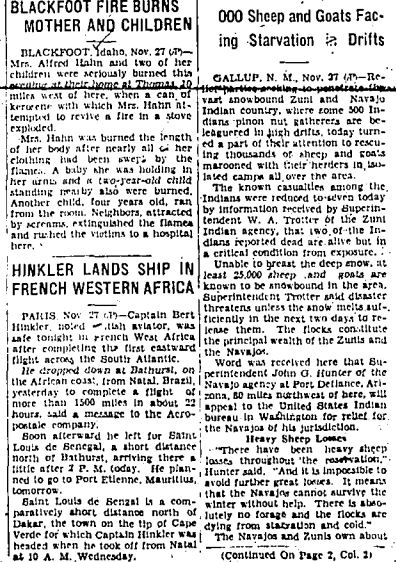 BLACKFOOT FIRE BURNS
MOTHER AND CHILDREN
BLACKFOOT, Idaho, Nov. 27 (P)—
Mrs. Alfred Hahn and two of her
children were seriously burned this
evening at their home at Thomas, 10
miles west of here, when a can of
kerosene with which Mrs. Hahn at-
tempted to revive a fire in a stove
exploded.
Mrs. Hahn was burned the length
of her body after nearly all of her
clothing had been swept by the
flames. A baby she was holding in
her arms and a two-year-old child
standing nearby also were burned.
Another child, four years old, ran
from the room. Neighbors, attracted
by screams, extinguished the flames
and rushed the victims to a hospital
here.
HINKLER LANDS SHIP IN
FRENCH WESTERN AFRICA
PARIS, Nov 27 (P)—Captain Bert
Hinkler, noted aviator, was
safe tonight in French West Africa
after completing the first eastward
flight across the South Atlantic.
He dropped down at Bathurst, on
the African coast, from Natal, Brazil,
yesterday to complete a flight of
more than 1500 miles in about 22
hours, said a message to the Acro-
postale company.
Soon afterward he left for Saint
Louis de Senegal, a short distance
north of Bathurst, arriving there a
little after 2 P. M. today. He plan-
ned to go to Port Etienne, Mauritius,
tomorrow.
Saint Louis de Sengal is a com-
paratively short distance north of
Dakar, the town on the tip of Cape
Verde for which Captain Hinkler was
headed when he took off from Natal
at 10 A. M. Wednesday.
000 Sheep and Goats Fac-
ing Starvation in Drifts
GALLUP, N. M., Nov. 27 (P)—Re-
lief parties seeking to penetrate the
vast snowbound Zuni and Navajo
Indian country, where some 500 In-
dians pinon nut gatherers are be-
leaguered in high drifts, today turn-
ed a part of their attention to rescu-
ing thousands of sheep and goats
marooned with their herders in iso-
lated camps all over the area.
The known casualties among the
Indians were reduced to seven today
by information received by Superin-
tendent W. A. Trotter of the Zuni
Indian agency, that two of the In-
dians reported dead are alive but in
a critical condition from exposure.
Unable to breast the deep snow, at
least 25,000 sheep and goats are
known to be snowbound in the area.
Superintendent Trotter said disaster
threatens unless the snow melts suf-
ficiently in the next two days to re-
lease them. The flocks constitute
the principal wealth of the Zunis and
the Navajos.
Word was received here that Su-
perintendent John G. Hunter of the
Navajo agency at Port Defiance, Ari-
zona, 80 miles northwest of here, will
appeal to the United States Indian
bureau in Washington for relief for
the Navajos of his jurisdiction.
Heavy Sheep Losses
"There have been heavy sheep
losses throughout the reservation,"
Hunter said. "And it is impossible to
avoid further great losses. It means
that the Navajos cannot survive the
winter without help. There is abso-
lutely no forage and the flocks are
dying from starvation and cold."
The Navajos and Zunis own about
(Continued On Page 2, Col. 2)